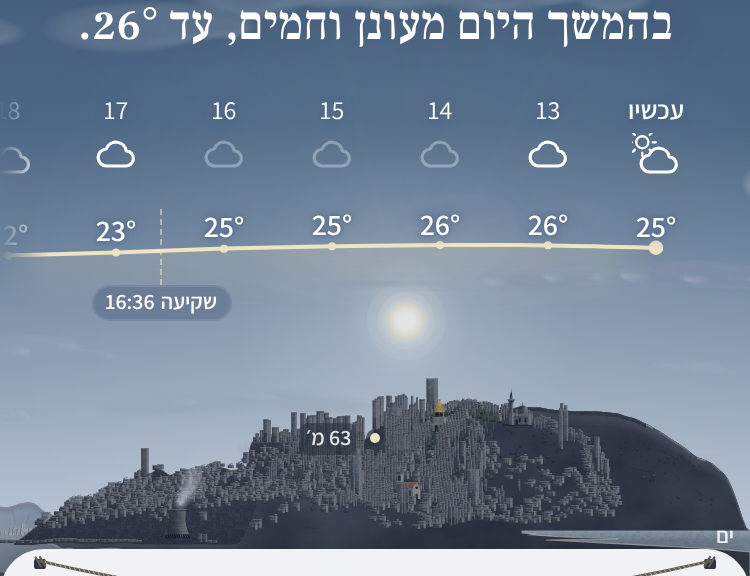 בהמשך היום מעונן וחמים, עד 26°.
עכשיו 13 14 15 16 17
25° 26° 26° 25° 25° 23°
שקיעה 16:36
63 מ׳
ים